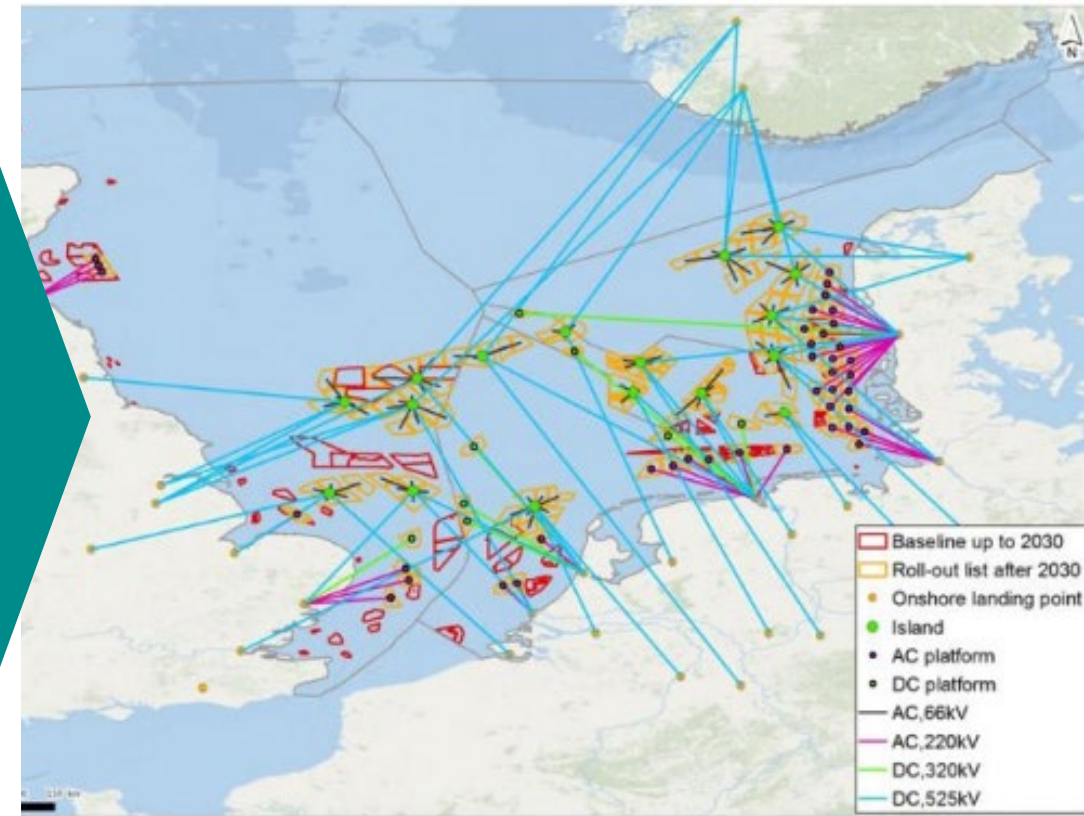 N
Baseline up to 2030
Roll-out list after 2030
Onshore landing point
Island
AC platform
DC platform
AC,66kV
AC,220kV
DC,320kV
DC,525kV